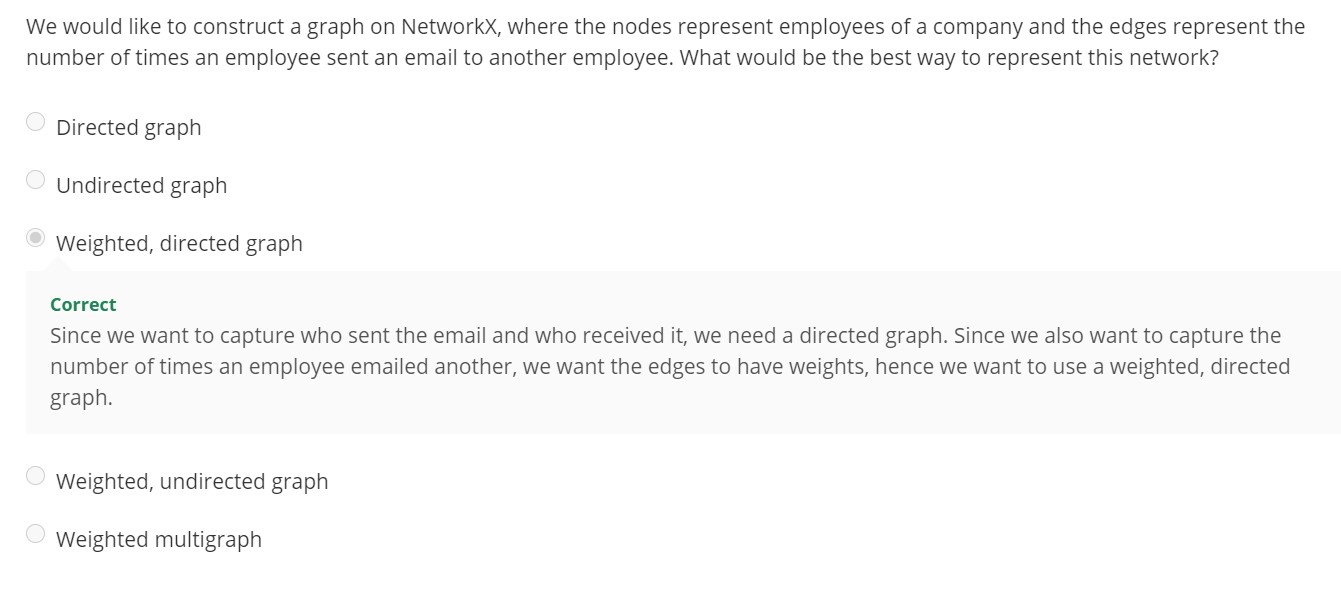 We would like to construct a graph on NetworkX, where the nodes represent employees of a company and the edges represent the
number of times an employee sent an email to another employee. What would be the best way to represent this network?
Directed graph
Undirected graph
Weighted, directed graph
Correct
Since we want to capture who sent the email and who received it, we need a directed graph. Since we also want to capture the
number of times an employee emailed another, we want the edges to have weights, hence we want to use a weighted, directed
graph.
Weighted, undirected graph
Weighted multigraph